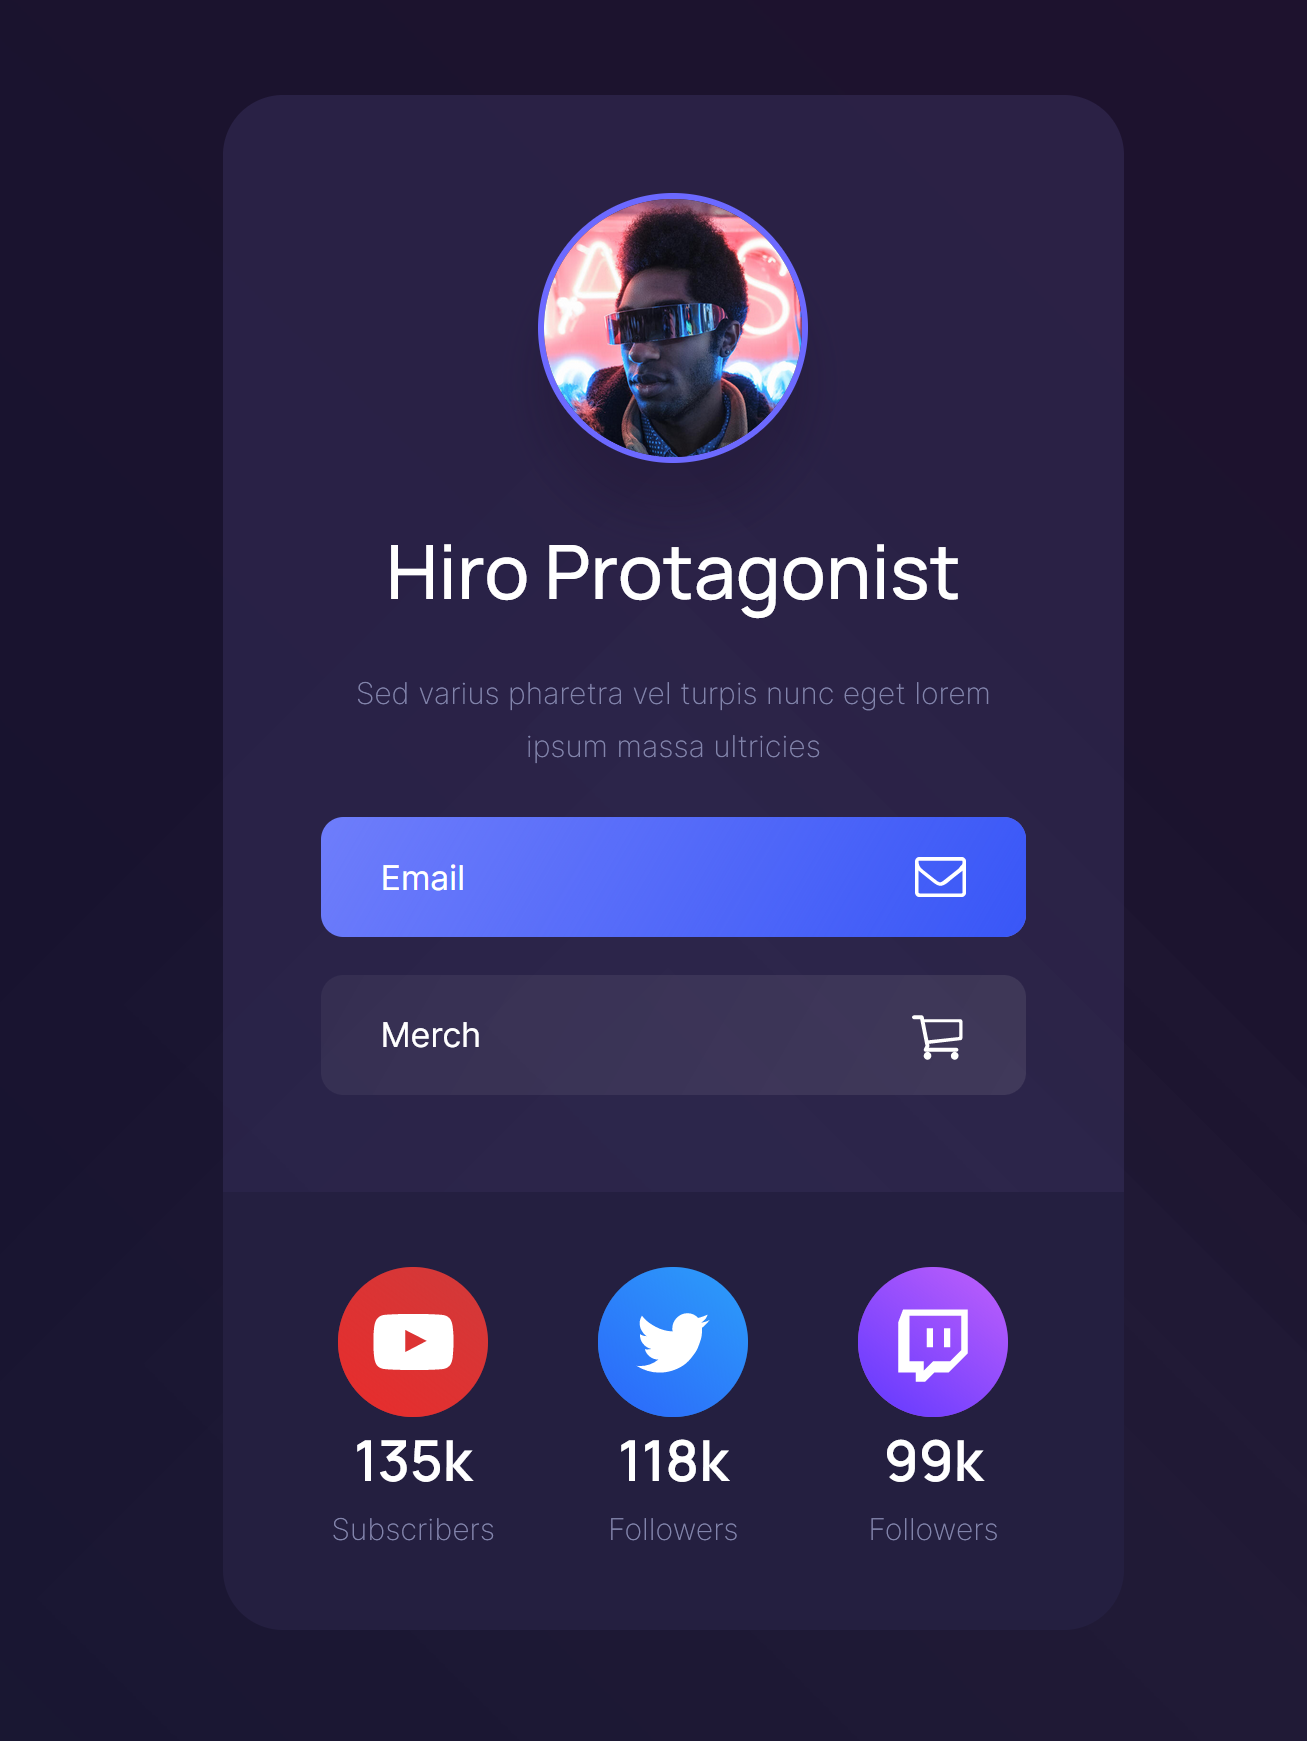 A S
Hiro Protagonist
Sed varius pharetra vel turpis nunc eget lorem
ipsum massa ultricies
Email
Merch
135k 118k 99k
Subscribers Followers Followers